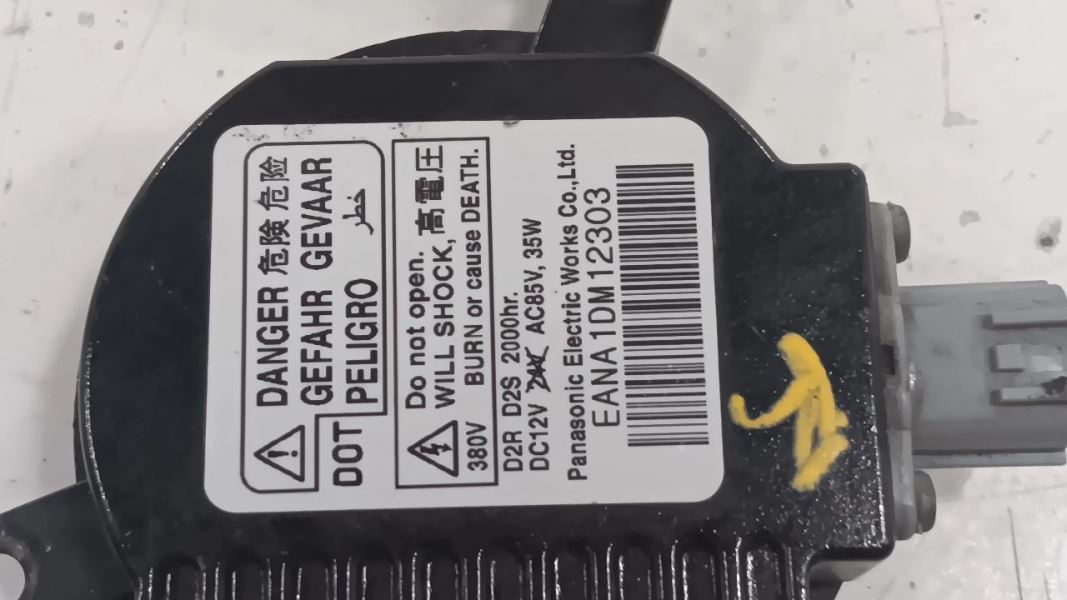 DANGER 危険 危险
GEFAHR GEVAAR
DOT PELIGRO خطر
Do not open.
WILL SHOCK, 高電圧
380V BURN or cause DEATH.
D2R D2S 2000hr.
DC12V 24V AC85V, 35W
Panasonic Electric Works Co.,Ltd.
EANA1DM12303